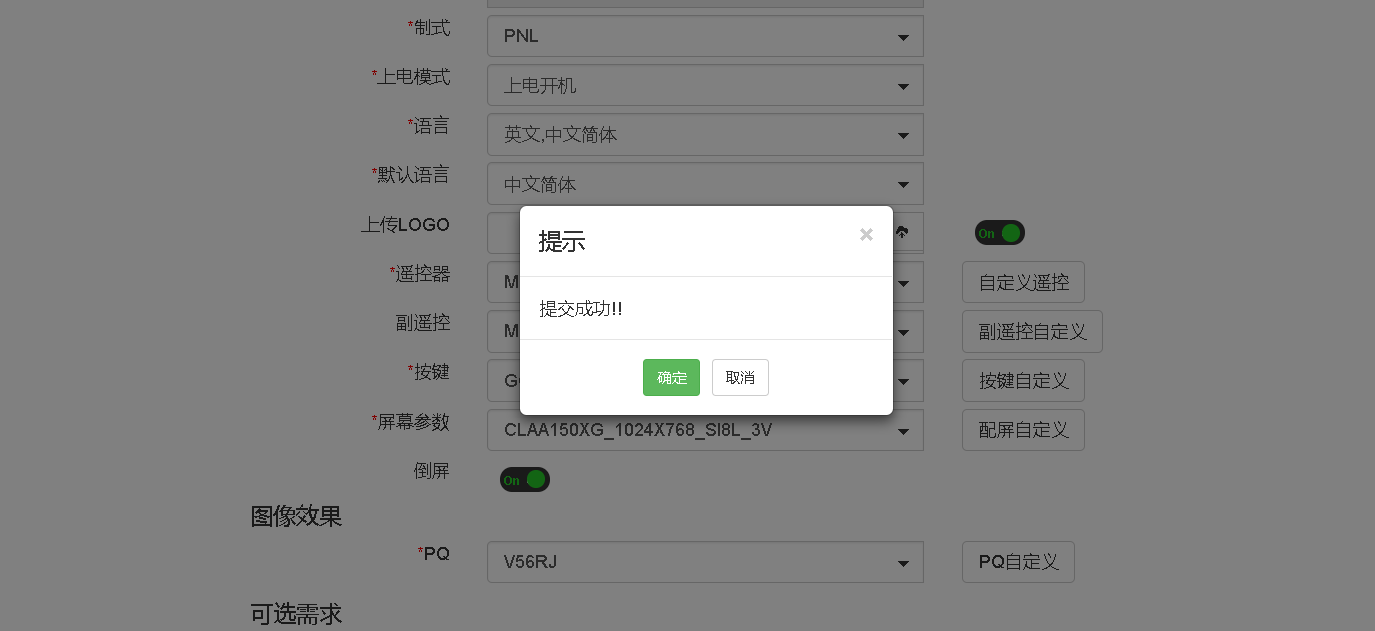 *制式
PNL
*上电模式
上电开机
*语言
英文,中文简体
*默认语言
中文简体
上传LOGO
On
提示
×
*遥控器
M
自定义遥控
提交成功!!
副遥控
M
副遥控自定义
*按键
G
按键自定义
确定
取消
*屏幕参数
CLAA150XG_1024X768_SI8L_3V
配屏自定义
倒屏
On
图像效果
*PQ
V56RJ
PQ自定义
可选需求